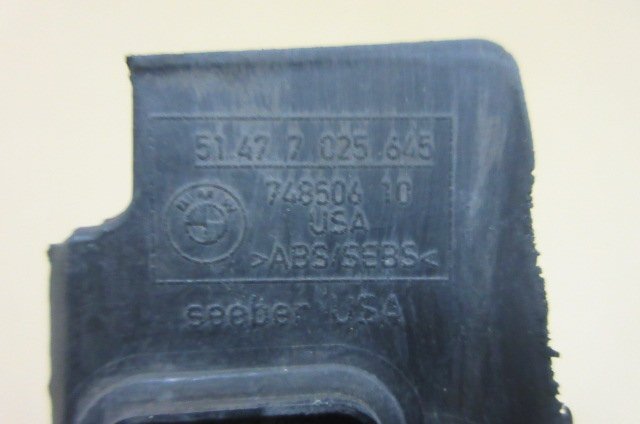 51.47 7 025.645
748506 10
BMW
USA
>ABS/SEBS<
seeber USA